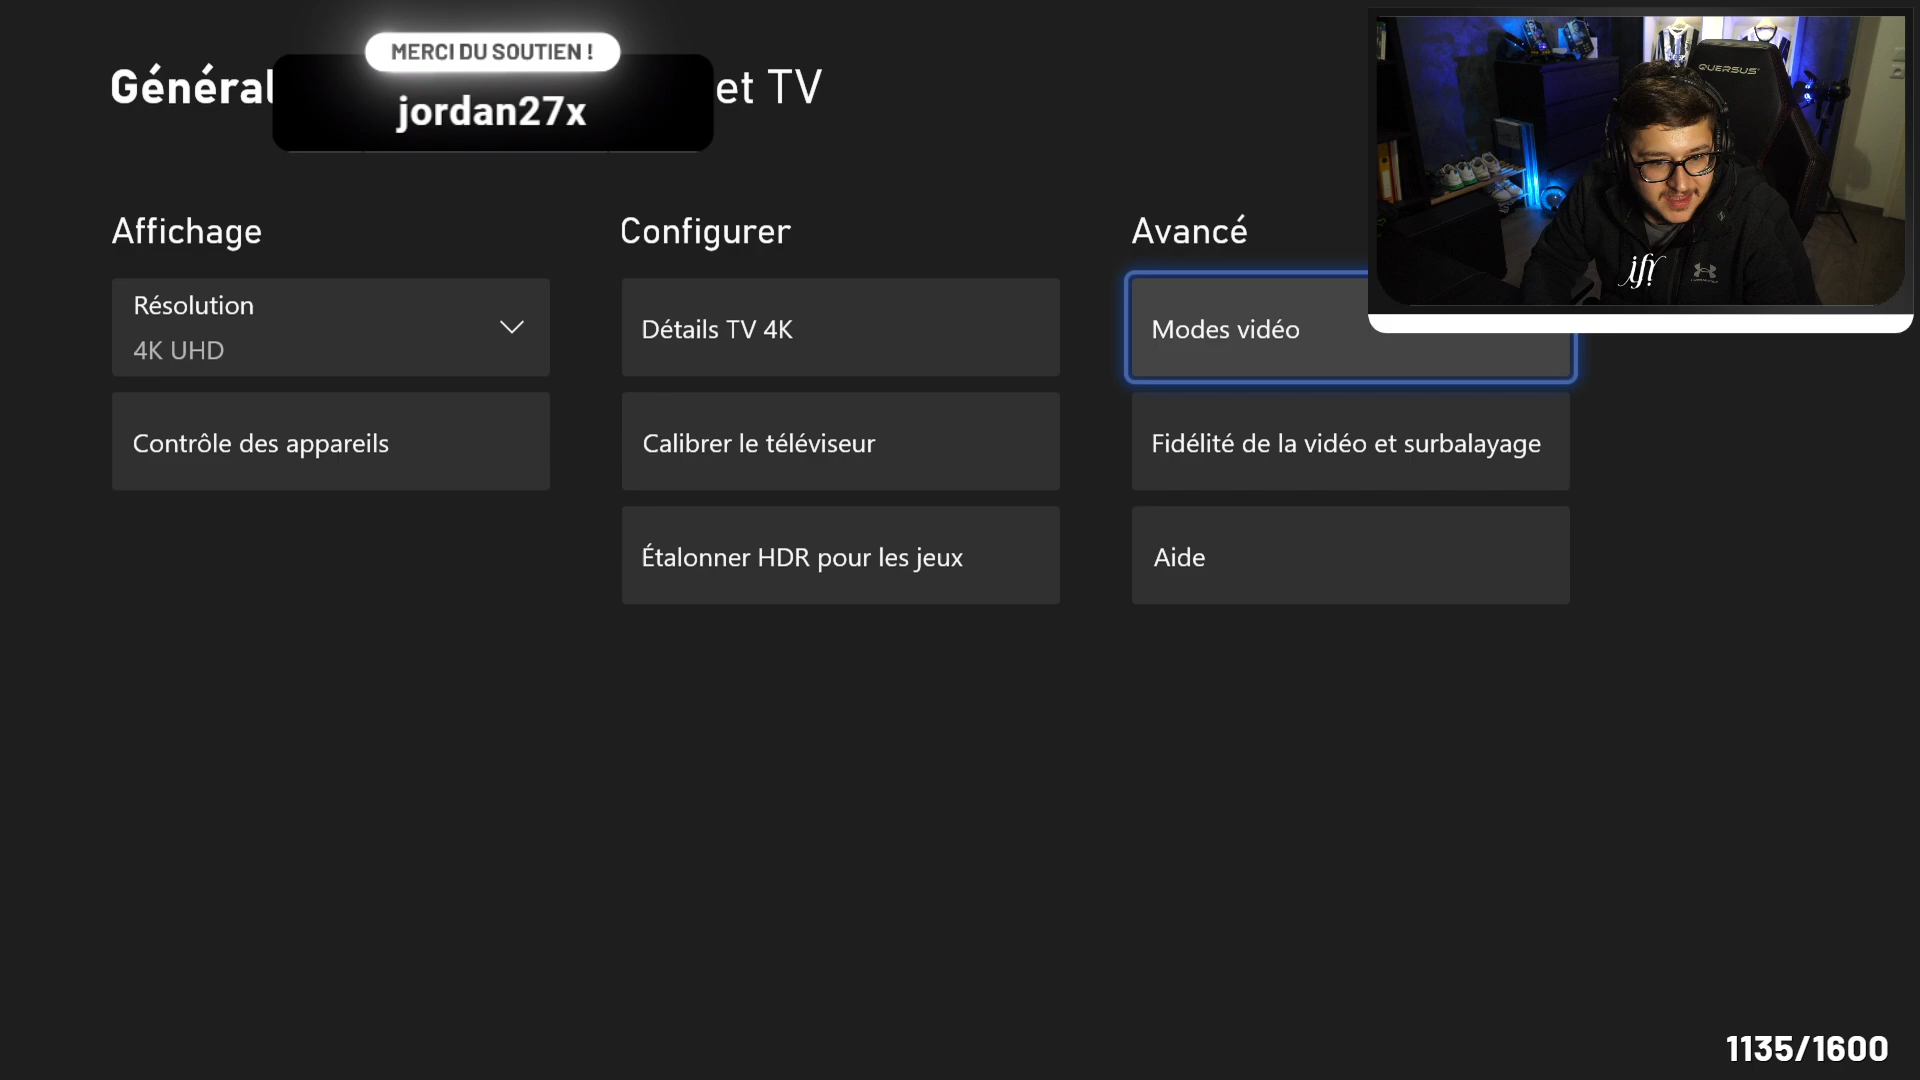 MERCI DU SOUTIEN !
jordan27x
Général
et TV
Affichage
Résolution
4K UHD
Contrôle des appareils
Configurer
Détails TV 4K
Calibrer le téléviseur
Étalonner HDR pour les jeux
Avancé
Modes vidéo
Fidélité de la vidéo et surbalayage
Aide
QUERSUS
1135/1600